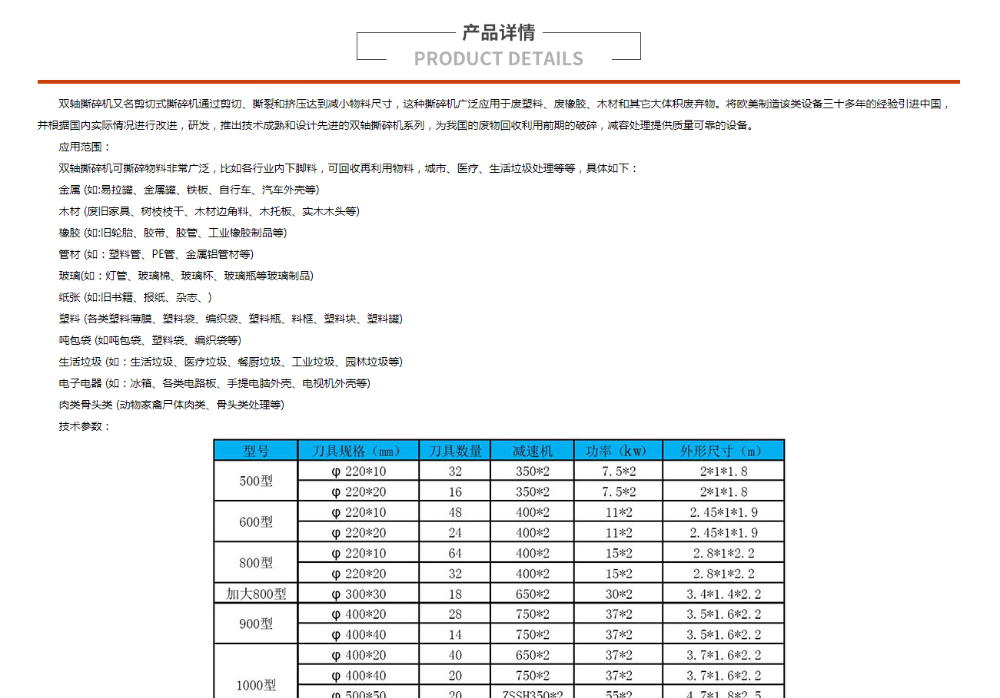 产品详情
PRODUCT DETAILS
双轴撕碎机又名剪切式撕碎机通过剪切、撕裂和挤压达到减小物料尺寸，这种撕碎机广泛应用于废塑料、废橡胶、木材和其它大体积废弃物。将欧美制造该类设备三十多年的经验引进中国，
并根据国内实际情况进行改进，研发，推出技术成熟和设计先进的双轴撕碎机系列，为我国的废物回收利用前期的破碎，减容处理提供质量可靠的设备。
应用范围：
双轴撕碎机可撕碎物料非常广泛，比如各行业内下脚料，可回收再利用物料，城市、医疗、生活垃圾处理等等，具体如下：
金属 (如:易拉罐、金属罐、铁板、自行车、汽车外壳等)
木材 (废旧家具、树枝枝干、木材边角料、木托板、实木木头等)
橡胶 (如:旧轮胎、胶带、胶管、工业橡胶制品等)
管材 (如：塑料管、PE管、金属铝管材等)
玻璃(如：灯管、玻璃棉、玻璃杯、玻璃瓶等玻璃制品)
纸张 (如:旧书籍、报纸、杂志、)
塑料 (各类塑料薄膜、塑料袋、编织袋、塑料瓶、料框、塑料块、塑料罐)
吨包袋 (如吨包袋、塑料袋、编织袋等)
生活垃圾 (如：生活垃圾、医疗垃圾、餐厨垃圾、工业垃圾、园林垃圾等)
电子电器 (如：冰箱、各类电路板、手提电脑外壳、电视机外壳等)
肉类骨头类 (动物家禽尸体肉类、骨头类处理等)
技术参数：
型号 刀具规格（mm） 刀具数量 减速机 功率（kw） 外形尺寸（m）
500型 φ 220*10 32 350*2 7.5*2 2*1*1.8
φ 220*20 16 350*2 7.5*2 2*1*1.8
600型 φ 220*10 48 400*2 11*2 2.45*1*1.9
φ 220*20 24 400*2 11*2 2.45*1*1.9
800型 φ 220*10 64 400*2 15*2 2.8*1*2.2
φ 220*20 32 400*2 15*2 2.8*1*2.2
加大800型 φ 300*30 18 650*2 30*2 3.4*1.4*2.2
900型 φ 400*20 28 750*2 37*2 3.5*1.6*2.2
φ 400*40 14 750*2 37*2 3.5*1.6*2.2
1000型 φ 400*20 40 650*2 37*2 3.7*1.6*2.2
φ 400*40 20 750*2 37*2 3.7*1.6*2.2
φ 500*50 20 ZSSH350*2 55*2 4.7*1.8*2.5